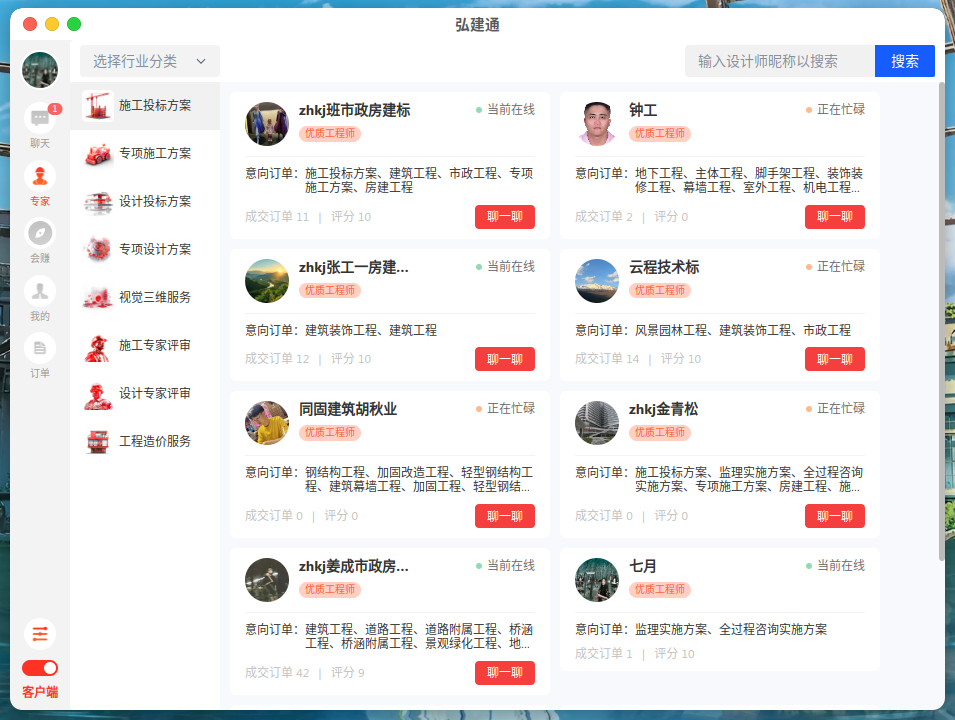 弘建通
选择行业分类
输入设计师昵称以搜索
搜索
1
聊天
专家
会赚
我的
订单
客户端
施工投标方案
专项施工方案
设计投标方案
专项设计方案
视觉三维服务
施工专家评审
设计专家评审
工程造价服务
zhkj班市政房建标
当前在线
优质工程师
意向订单：施工投标方案、建筑工程、市政工程、专项
施工方案、房建工程
成交订单 11 | 评分 10
聊一聊
钟工
正在忙碌
优质工程师
意向订单：地下工程、主体工程、脚手架工程、装饰装
修工程、幕墙工程、室外工程、机电工程...
成交订单 2 | 评分 0
聊一聊
zhkj张工一房建...
当前在线
优质工程师
意向订单：建筑装饰工程、建筑工程
成交订单 12 | 评分 10
聊一聊
云程技术标
正在忙碌
优质工程师
意向订单：风景园林工程、建筑装饰工程、市政工程
成交订单 14 | 评分 10
聊一聊
同固建筑胡秋业
正在忙碌
优质工程师
意向订单：钢结构工程、加固改造工程、轻型钢结构工
程、建筑幕墙工程、加固工程、轻型钢结...
成交订单 0 | 评分 0
聊一聊
zhkj金青松
正在忙碌
优质工程师
意向订单：施工投标方案、监理实施方案、全过程咨询
实施方案、专项施工方案、房建工程、施...
成交订单 0 | 评分 0
聊一聊
zhkj姜成市政房...
当前在线
优质工程师
意向订单：建筑工程、道路工程、道路附属工程、桥涵
工程、桥涵附属工程、景观绿化工程、地...
成交订单 42 | 评分 9
聊一聊
七月
当前在线
优质工程师
意向订单：监理实施方案、全过程咨询实施方案
成交订单 1 | 评分 10